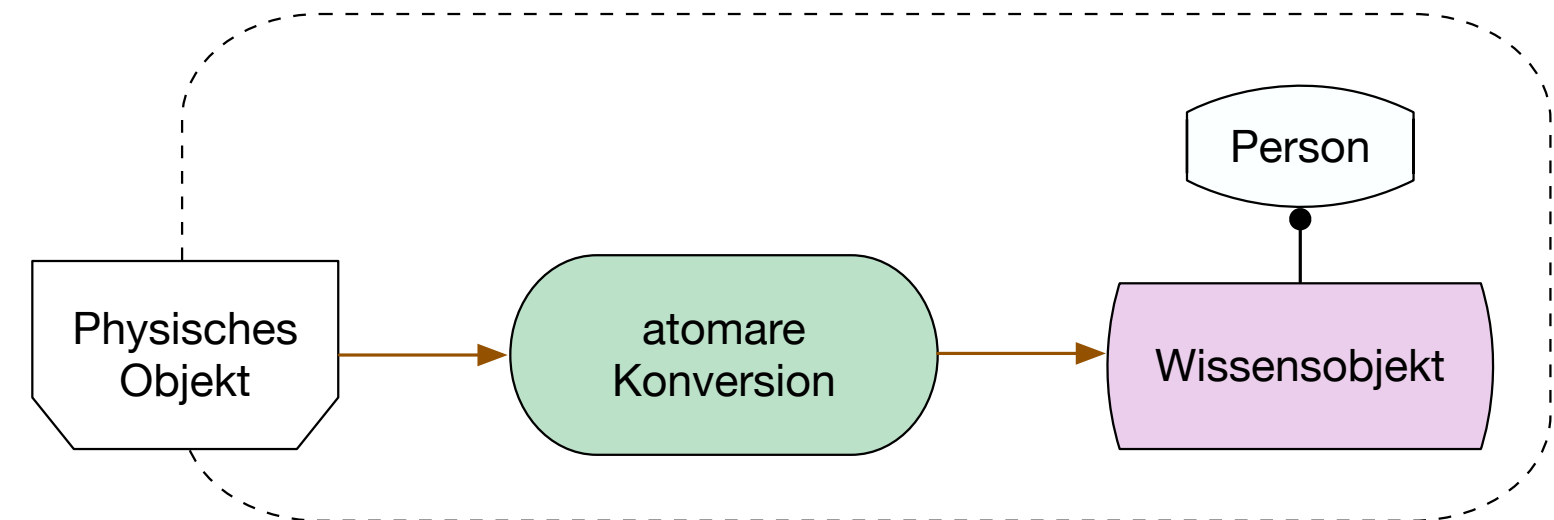 Person
Physisches
Objekt
atomare
Konversion
Wissensobjekt